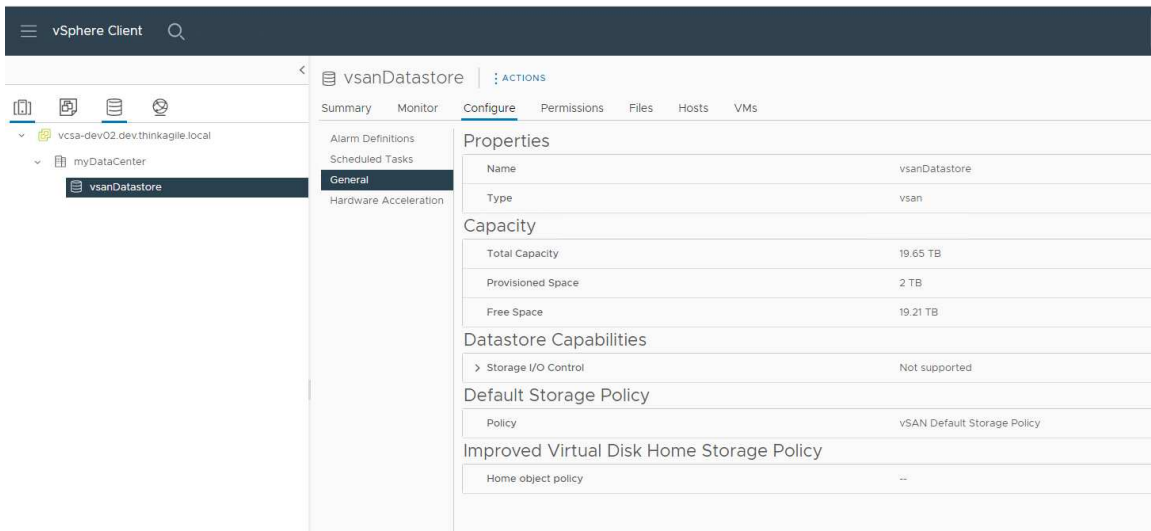 vSphere Client
vsanDatastore ACTIONS
Summary Monitor Configure Permissions Files Hosts VMs
vcsa-dev02.dev.thinkagile.local
myDataCenter
vsanDatastore
Alarm Definitions
Scheduled Tasks
General
Hardware Acceleration
Properties
Name vsanDatastore
Type vsan
Capacity
Total Capacity 19.65 TB
Provisioned Space 2 TB
Free Space 19.21 TB
Datastore Capabilities
Storage I/O Control Not supported
Default Storage Policy
Policy vSAN Default Storage Policy
Improved Virtual Disk Home Storage Policy
Home object policy --